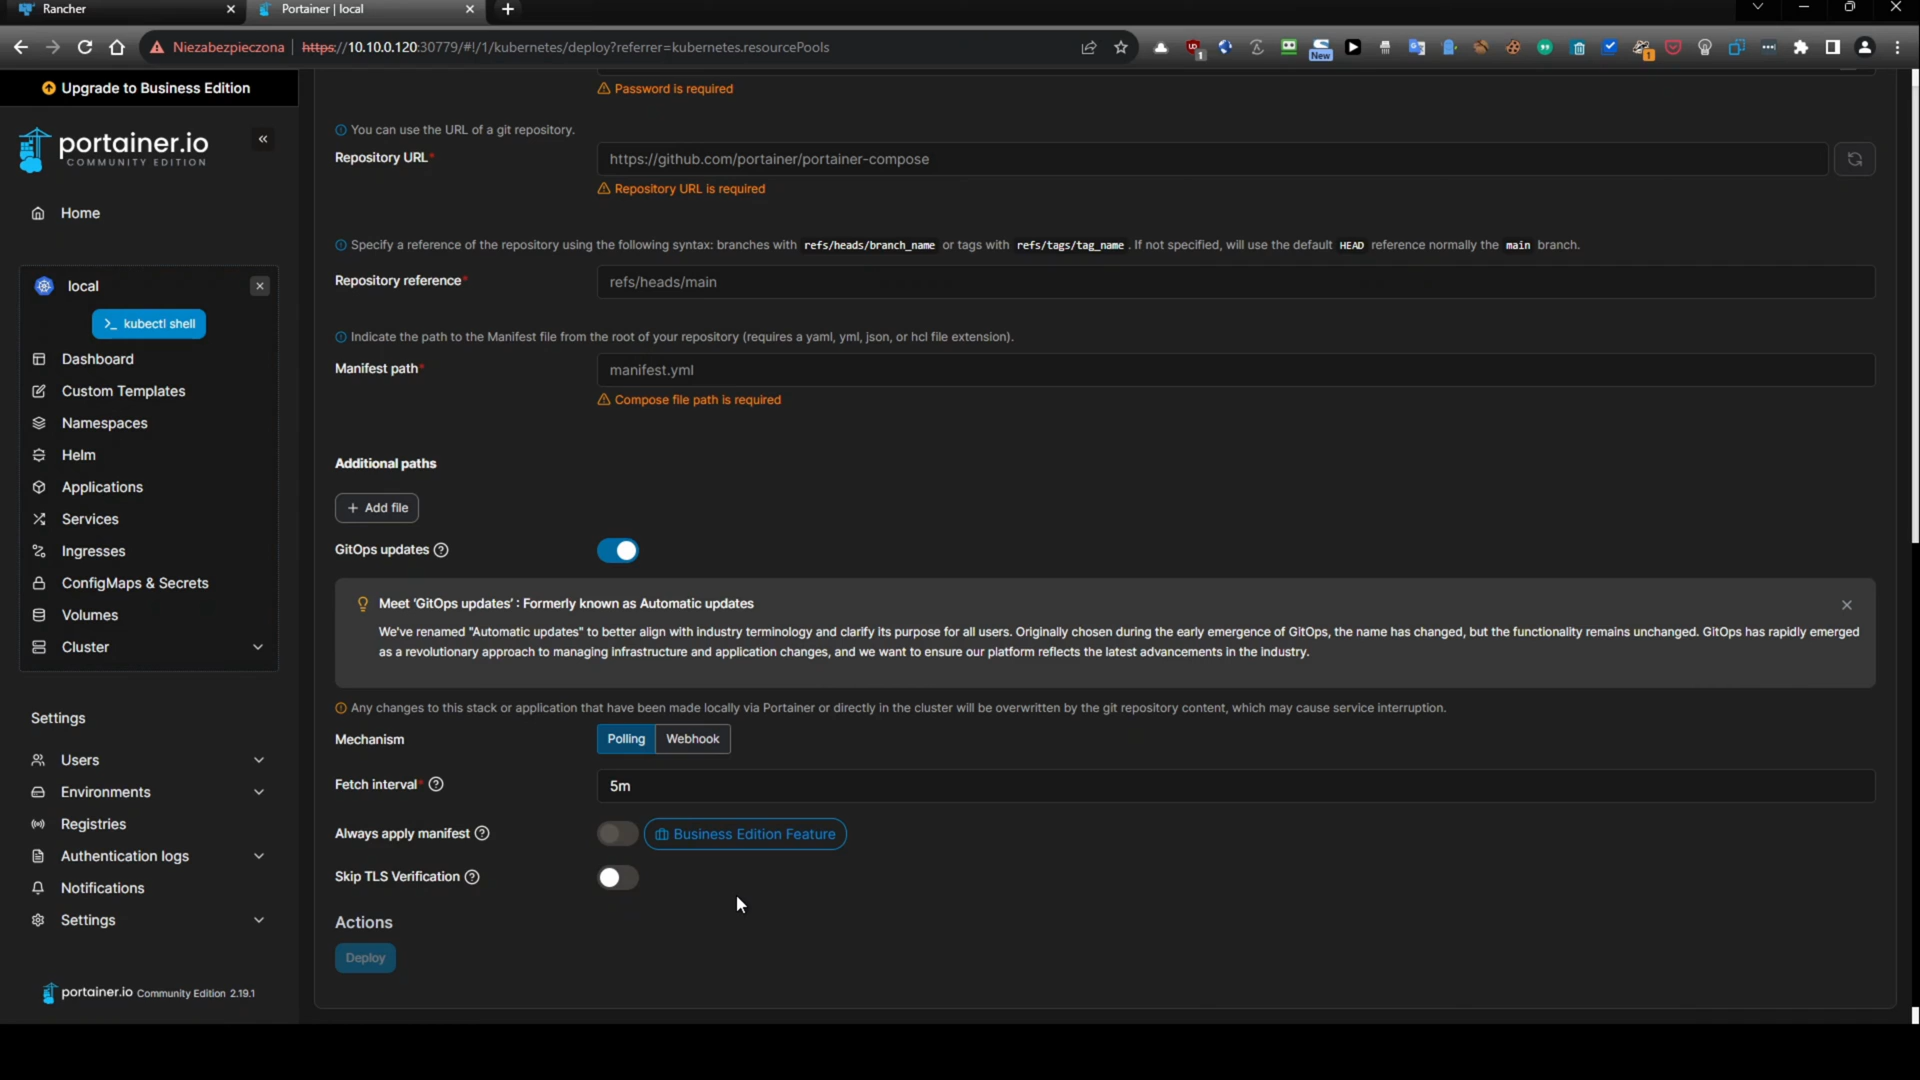 Rancher
Portainer | local
Niezabezpieczona
https://10.10.0.120:30779/#!/1/kubernetes/deploy?referrer=kubernetes.resourcePools
1
New
1
Upgrade to Business Edition
portainer.io
COMMUNITY EDITION
Home
local
>_ kubectl shell
Dashboard
Custom Templates
Namespaces
Helm
Applications
Services
Ingresses
ConfigMaps & Secrets
Volumes
Cluster
Settings
Users
Environments
Registries
Authentication logs
Notifications
Settings
portainer.io Community Edition 2.19.1
Password is required
You can use the URL of a git repository.
Repository URL*
https://github.com/portainer/portainer-compose
Repository URL is required
Specify a reference of the repository using the following syntax: branches with refs/heads/branch_name or tags with refs/tags/tag_name. If not specified, will use the default HEAD reference normally the main branch.
Repository reference*
refs/heads/main
Indicate the path to the Manifest file from the root of your repository (requires a yaml, yml, json, or hcl file extension).
Manifest path*
manifest.yml
Compose file path is required
Additional paths
+ Add file
GitOps updates
Meet 'GitOps updates' : Formerly known as Automatic updates
We've renamed "Automatic updates" to better align with industry terminology and clarify its purpose for all users. Originally chosen during the early emergence of GitOps, the name has changed, but the functionality remains unchanged. GitOps has rapidly emerged
as a revolutionary approach to managing infrastructure and application changes, and we want to ensure our platform reflects the latest advancements in the industry.
Any changes to this stack or application that have been made locally via Portainer or directly in the cluster will be overwritten by the git repository content, which may cause service interruption.
Mechanism
Polling
Webhook
Fetch interval*
5m
Always apply manifest
Business Edition Feature
Skip TLS Verification
Actions
Deploy